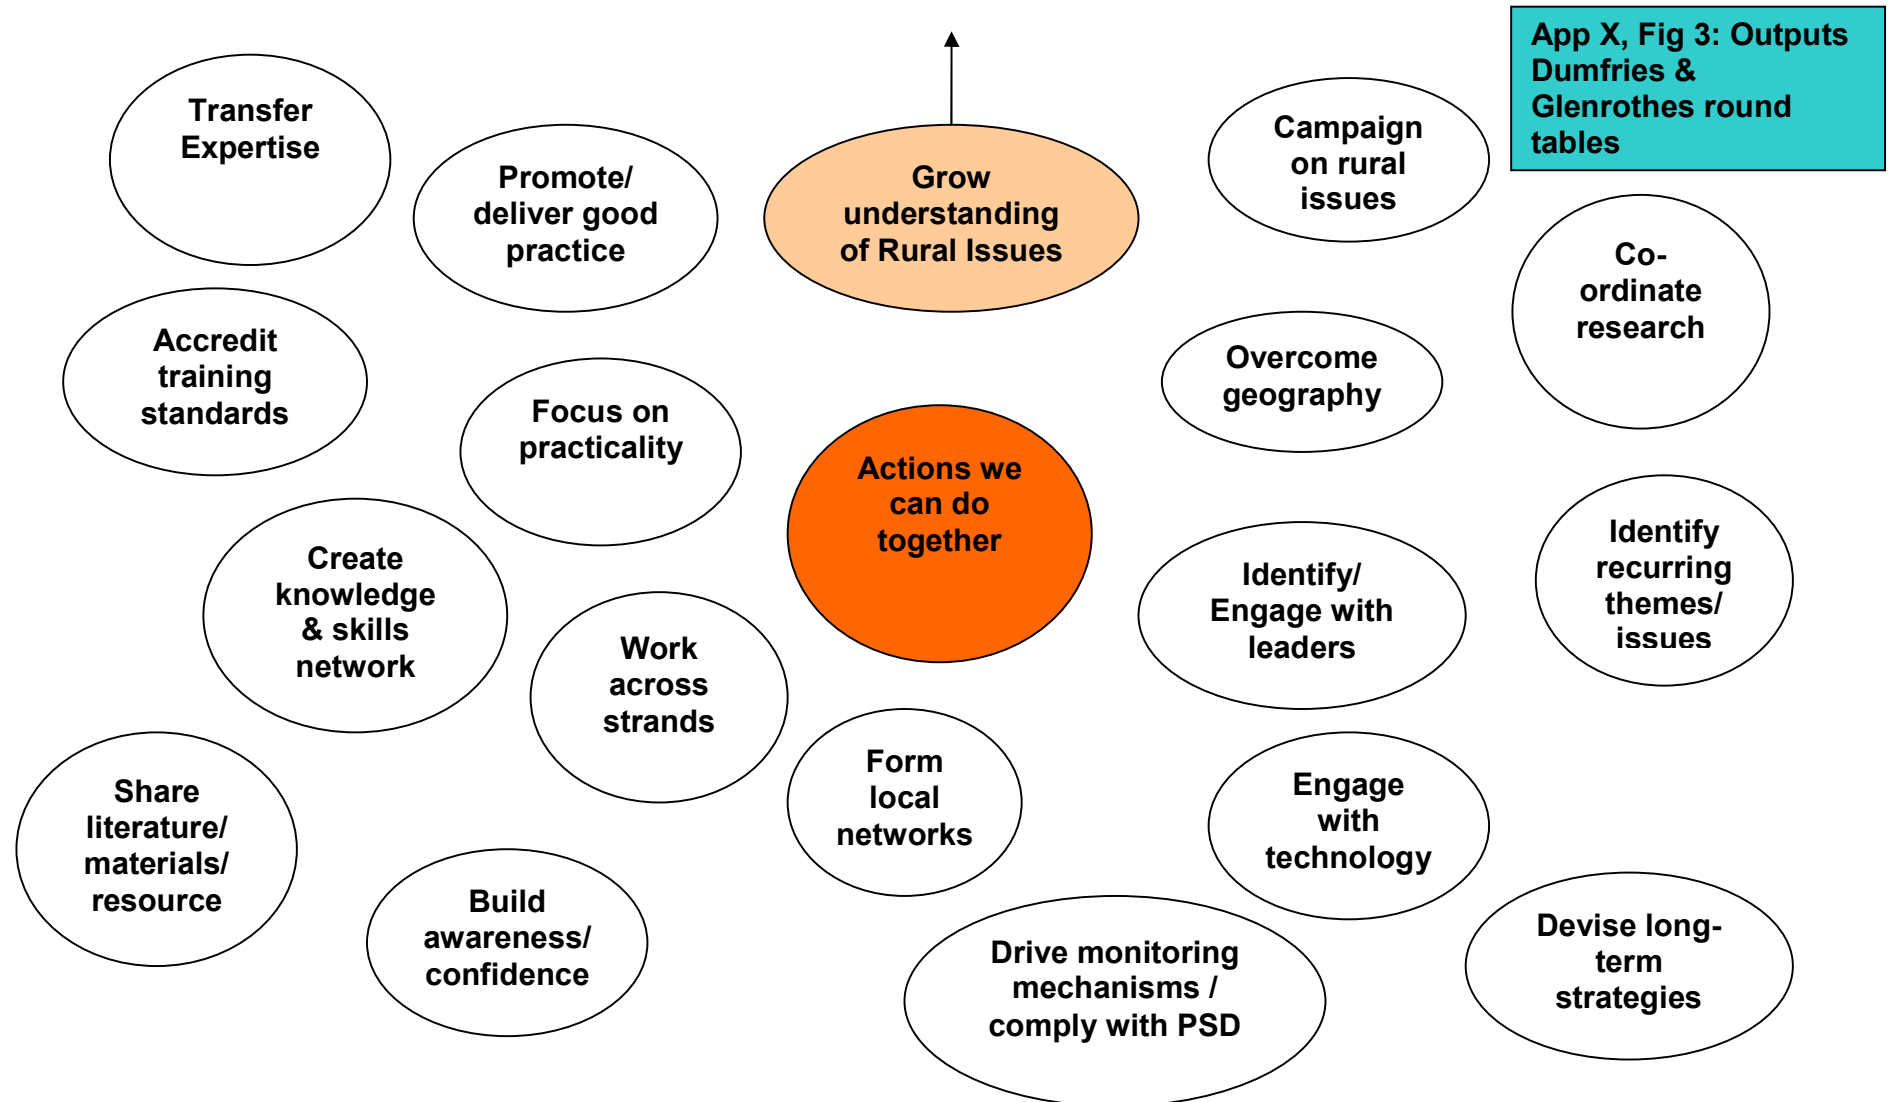 App X, Fig 3: Outputs
Dumfries &
Glenrothes round
tables
Transfer
Expertise
Promote/
deliver good
practice
Grow
understanding
of Rural Issues
Campaign
on rural
issues
Co-
ordinate
research
Accredit
training
standards
Focus on
practicality
Overcome
geography
Actions we
can do
together
Create
knowledge
& skills
network
Identify/
Engage with
leaders
Identify
recurring
themes/
issues
Work
across
strands
Form
local
networks
Engage
with
technology
Share
literature/
materials/
resource
Build
awareness/
confidence
Drive monitoring
mechanisms /
comply with PSD
Devise long-
term
strategies